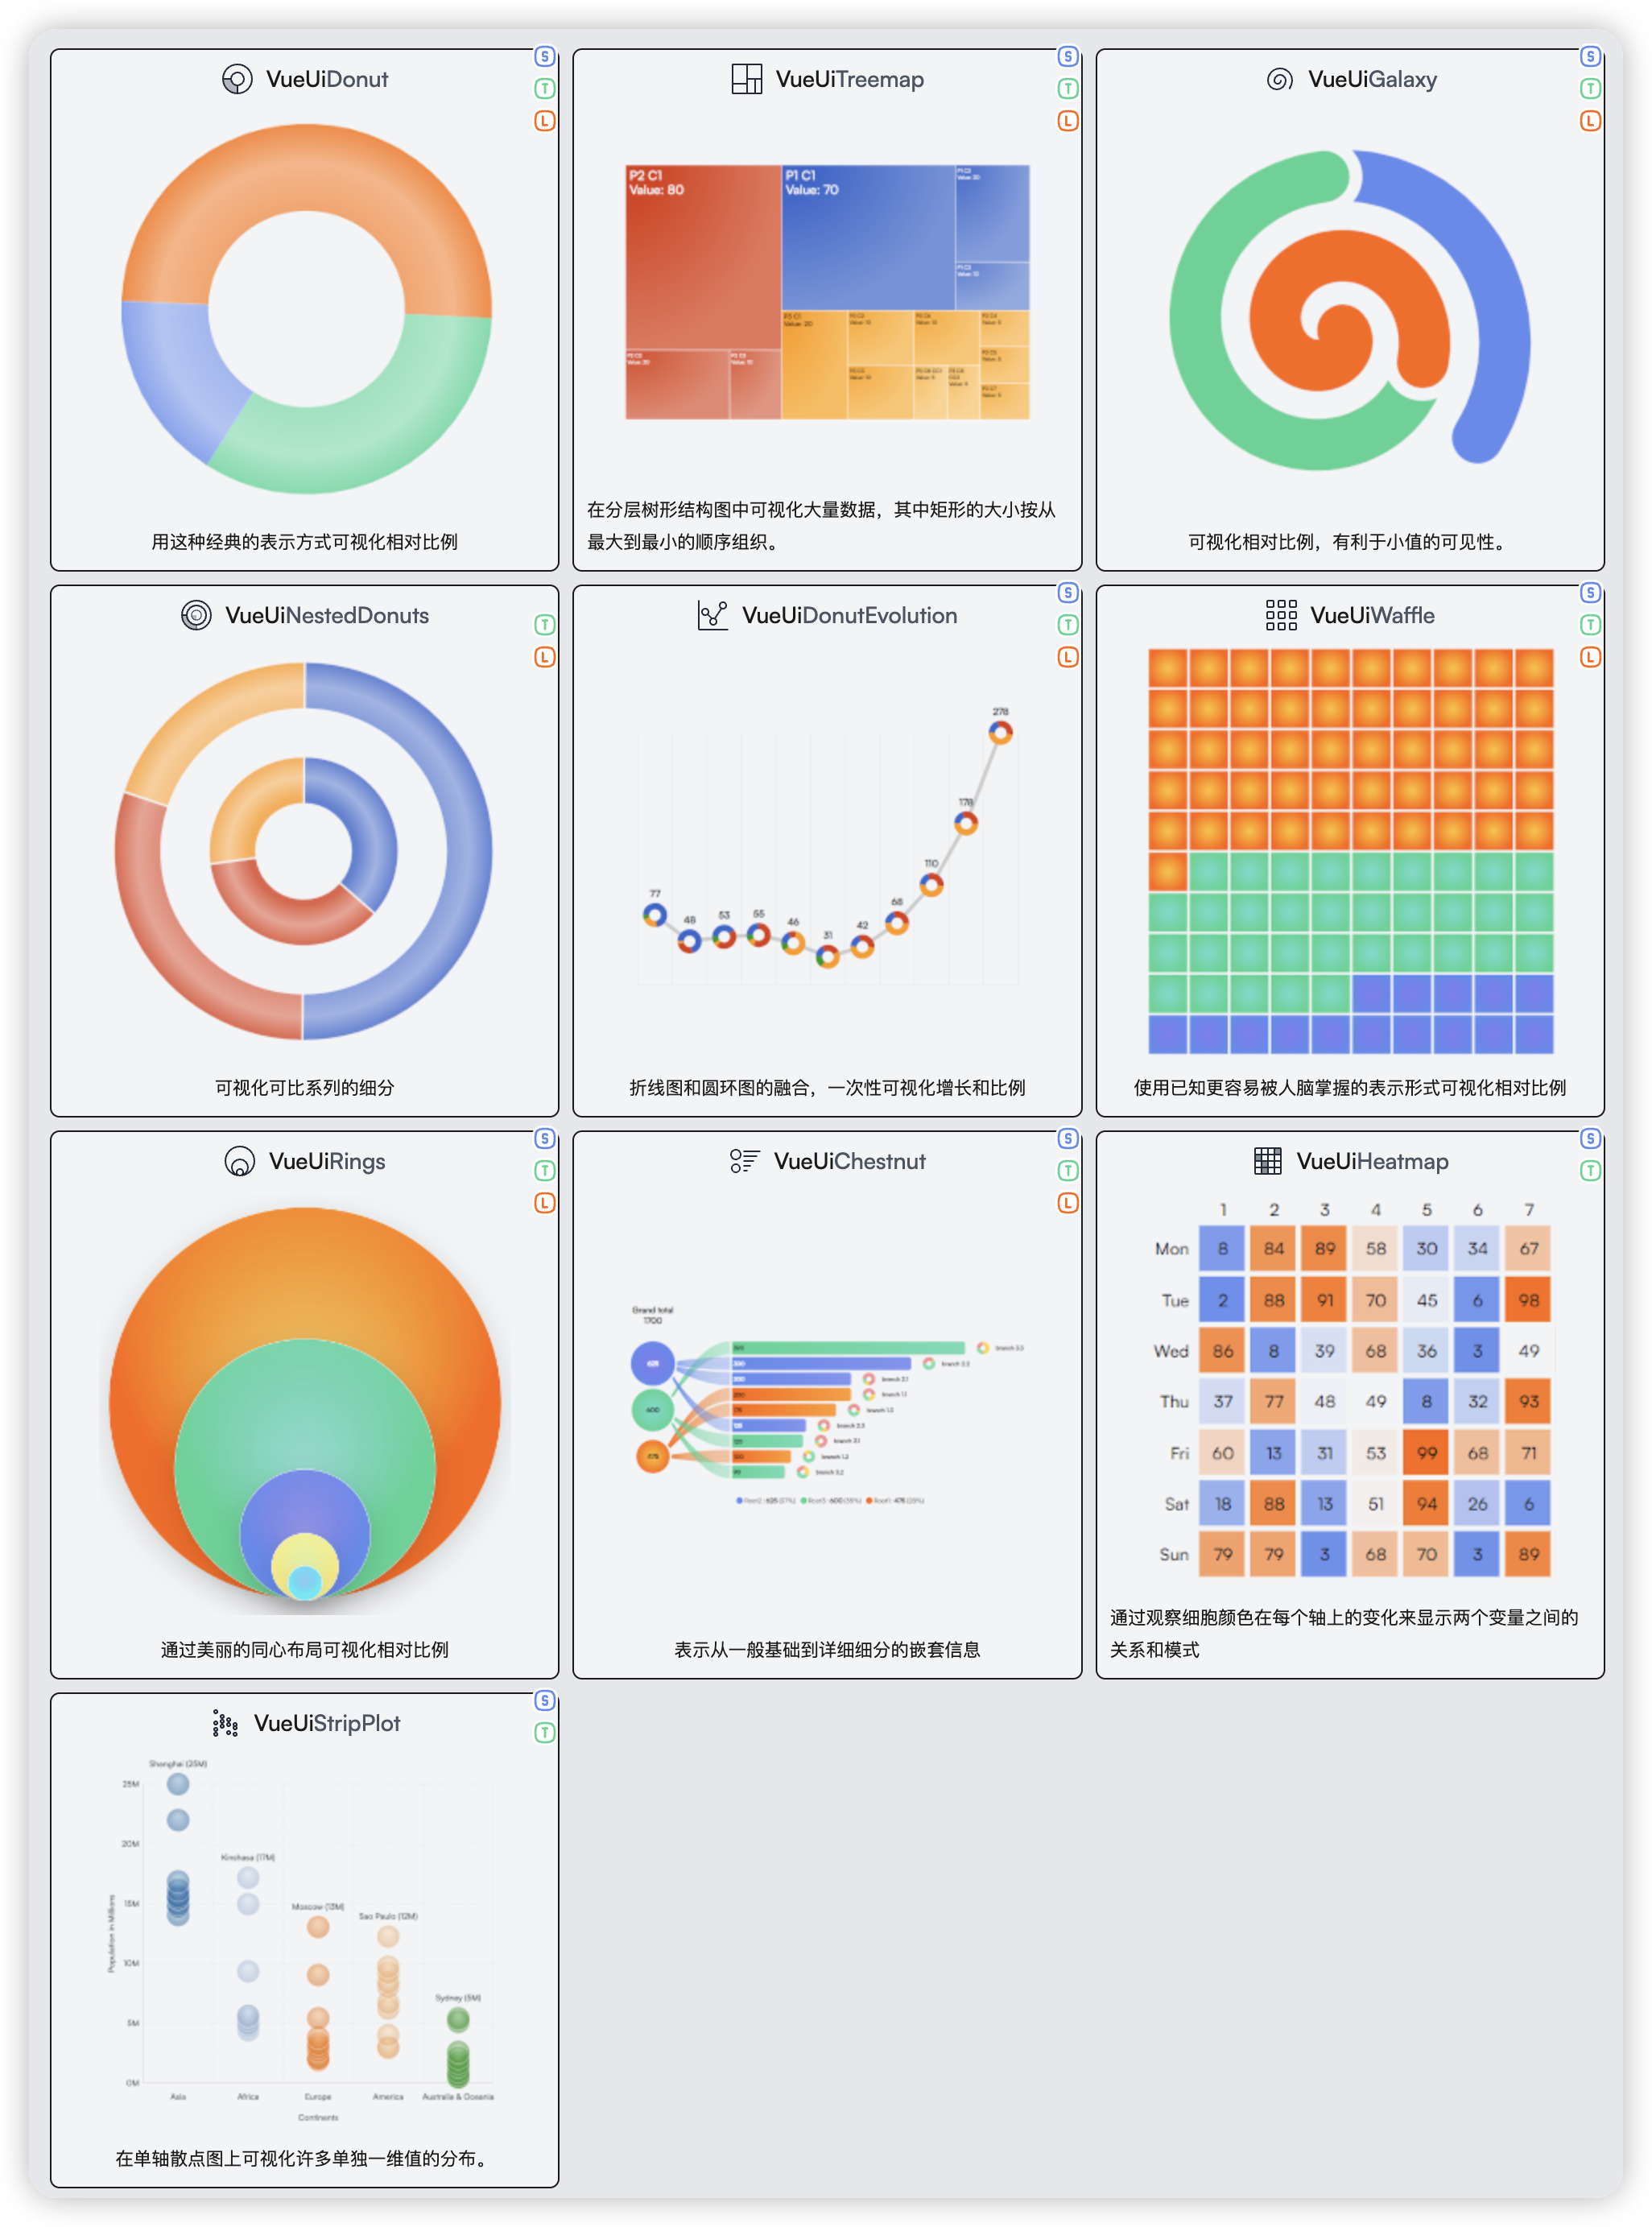 VueUiDonut
S
T
L
用这种经典的表示方式可视化相对比例
VueUiTreemap
S
T
L
P2 C1
Value: 80
P1 C1
Value: 70
在分层树形结构图中可视化大量数据，其中矩形的大小按从
最大到最小的顺序组织。
VueUiGalaxy
S
T
L
可视化相对比例，有利于小值的可见性。
VueUiNestedDonuts
T
L
可视化可比系列的细分
VueUiDonutEvolution
S
T
L
278
178
110
77
68
55
53
48
46
42
31
折线图和圆环图的融合，一次性可视化增长和比例
VueUiWaffle
S
T
L
使用已知更容易被人脑掌握的表示形式可视化相对比例
VueUiRings
S
T
L
通过美丽的同心布局可视化相对比例
VueUiChestnut
S
T
L
Grand total
1700
625
600
475
表示从一般基础到详细细分的嵌套信息
VueUiHeatmap
S
T
1 2 3 4 5 6 7
Mon 8 84 89 58 30 34 67
Tue 2 88 91 70 45 6 98
Wed 86 8 39 68 36 3 49
Thu 37 77 48 49 8 32 93
Fri 60 13 31 53 99 68 71
Sat 18 88 13 51 94 26 6
Sun 79 79 3 68 70 3 89
通过观察细胞颜色在每个轴上的变化来显示两个变量之间的
关系和模式
VueUiStripPlot
S
T
Shanghai (25M)
25M
20M
Kinshasa (17M)
15M
Moscow (13M)
Sao Paulo (12M)
10M
Sydney (5M)
5M
0M
Population in Millions
Asia Africa Europe America Australia & Oceania
Continents
在单轴散点图上可视化许多单独一维值的分布。